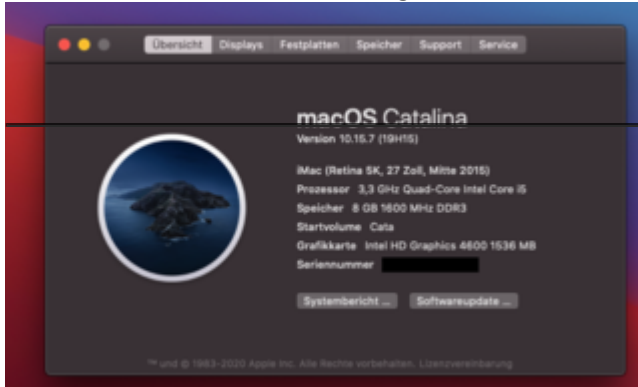 Übersicht Displays Festplatten Speicher Support Service
macOS Catalina
Version 10.15.7 (19H15)
iMac (Retina 5K, 27 Zoll, Mitte 2015)
Prozessor 3,3 GHz Quad-Core Intel Core i5
Speicher 8 GB 1600 MHz DDR3
Startvolume Cata
Grafikkarte Intel HD Graphics 4600 1536 MB
Seriennummer
Systembericht ... Softwareupdate ...
™ und © 1983-2020 Apple Inc. Alle Rechte vorbehalten. Lizenzvereinbarung